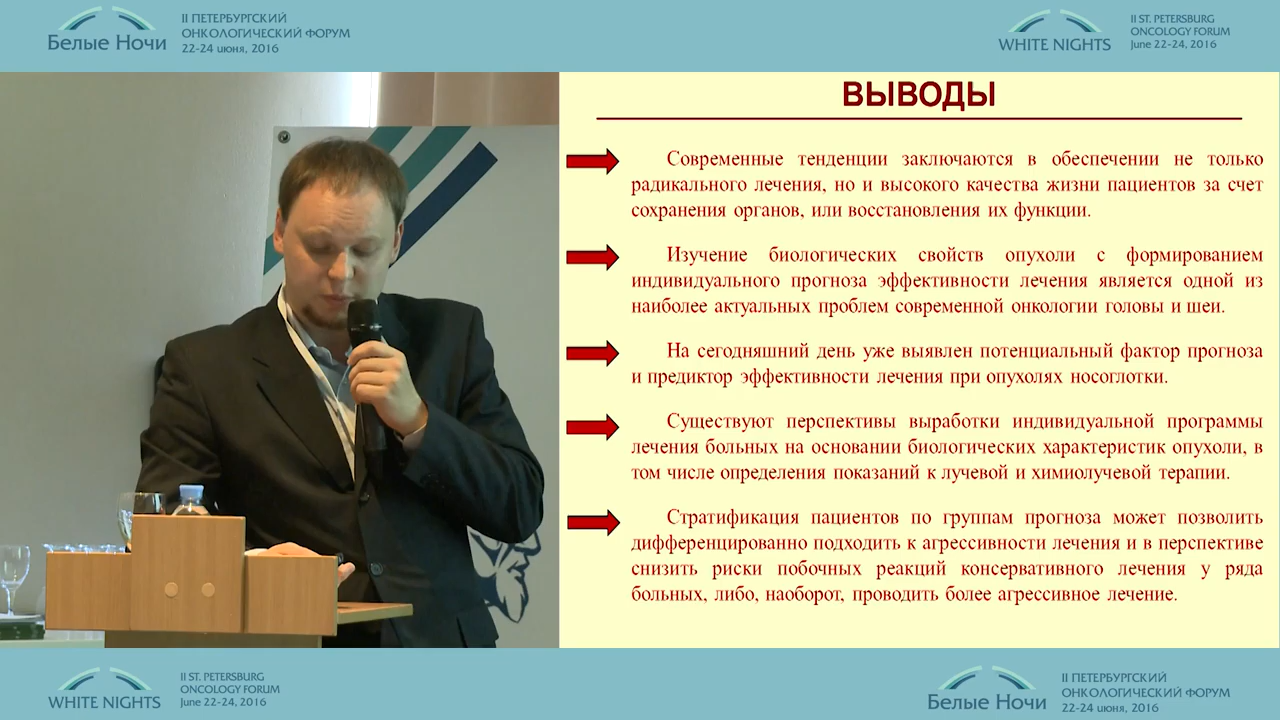 Белые Ночи
II ПЕТЕРБУРГСКИЙ
ОНКОЛОГИЧЕСКИЙ ФОРУМ
22-24 июня, 2016
WHITE NIGHTS
II ST. PETERSBURG
ONCOLOGY FORUM
June 22-24, 2016
ВЫВОДЫ
Современные тенденции заключаются в обеспечении не только
радикального лечения, но и высокого качества жизни пациентов за счет
сохранения органов, или восстановления их функции.
Изучение биологических свойств опухоли с формированием
индивидуального прогноза эффективности лечения является одной из
наиболее актуальных проблем современной онкологии головы и шеи.
На сегодняшний день уже выявлен потенциальный фактор прогноза
и предиктор эффективности лечения при опухолях носоглотки.
Существуют перспективы выработки индивидуальной программы
лечения больных на основании биологических характеристик опухоли, в
том числе определения показаний к лучевой и химиолучевой терапии.
Стратификация пациентов по группам прогноза может позволить
дифференцированно подходить к агрессивности лечения и в перспективе
снизить риски побочных реакций консервативного лечения у ряда
больных, либо, наоборот, проводить более агрессивное лечение.
WHITE NIGHTS
II ST. PETERSBURG
ONCOLOGY FORUM
June 22-24, 2016
Белые Ночи
II ПЕТЕРБУРГСКИЙ
ОНКОЛОГИЧЕСКИЙ ФОРУМ
22-24 июня, 2016